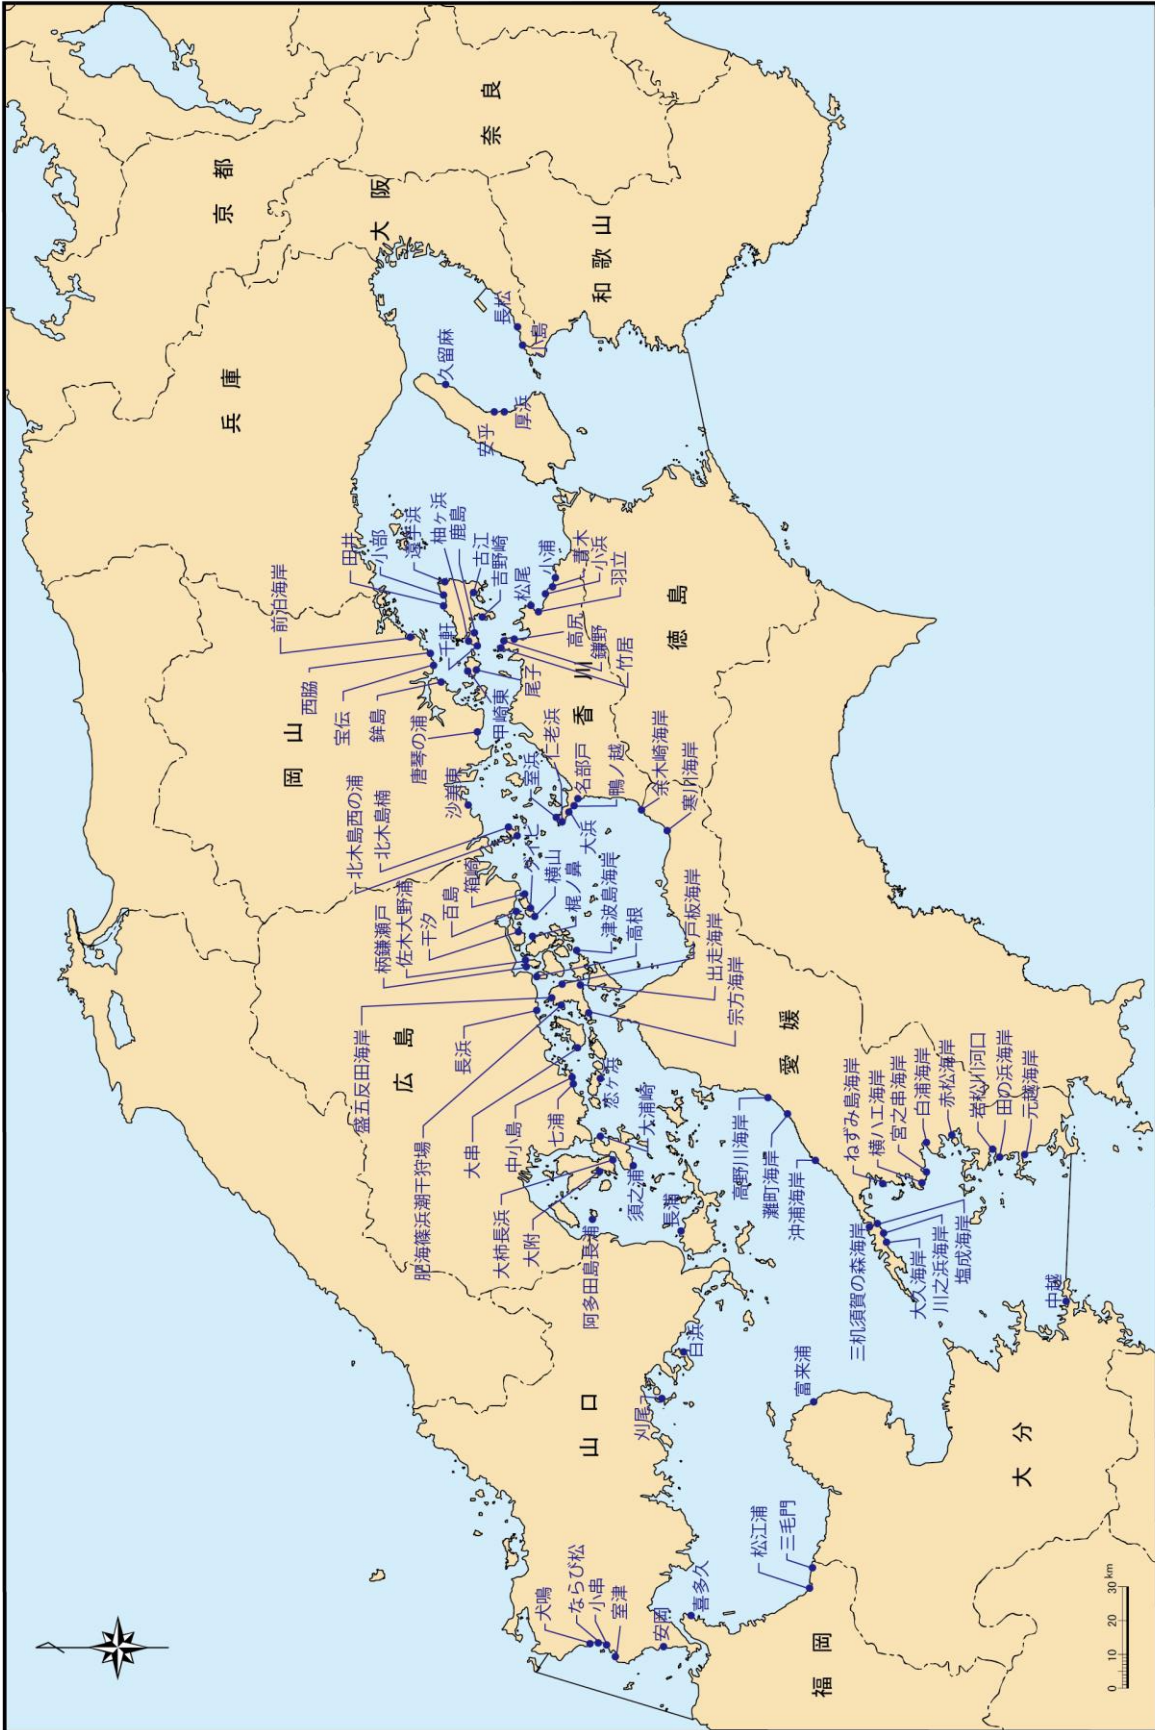 京都
奈良
大阪
和歌山
兵庫
岡山
広島
山口
福岡
大分
愛媛
香川
徳島
長松
小島
久留麻
安乎
厚浜
前泊海岸
西脇
宝伝
鉾島
唐琴の浦
沙美東
北木島西の浦
北木島楠
田井
小部
遠手浜
柚ヶ浜
鹿島
古江
吉野崎
千軒
甲崎東
尾子
松尾
小浦
小浜
羽立
高尻
鎌野
竹居
室浜
仁老浜
名部戸
鴨ノ越
大浜
余木崎海岸
寒川海岸
柄鎌瀬戸
佐木大野浦
干汐
百島
箱崎
横山
梶ノ鼻
津波島海岸
高根
戸板海岸
出走海岸
宗方海岸
盛五反田海岸
長浜
肥海篠浜潮干狩場
大串
中小島
七浦
恋ヶ浜
大浦崎
須之浦
大柿長浜
大附
阿多田島長浦
長浦
白浜
刈尾
犬鳴
ならび松
小串
室津
安岡
喜多久
松江浦
三毛門
富来浦
中越
高野川海岸
灘町海岸
沖浦海岸
三机須賀の森海岸
大久海岸
川之浜海岸
塩成海岸
ねずみ島海岸
横ハエ海岸
宮之串海岸
白浦海岸
赤松海岸
岩松川河口
田の浜海岸
元越海岸
0 10 20 30 km